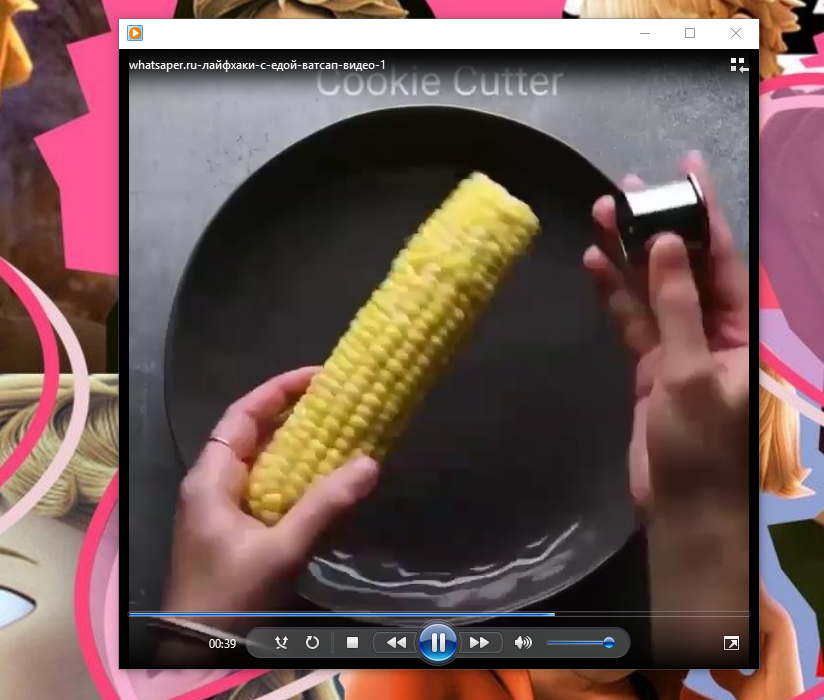 whatsaper.ru-лайфхаки-с-едой-ватсап-видео-1
Cookie Cutter
00:39